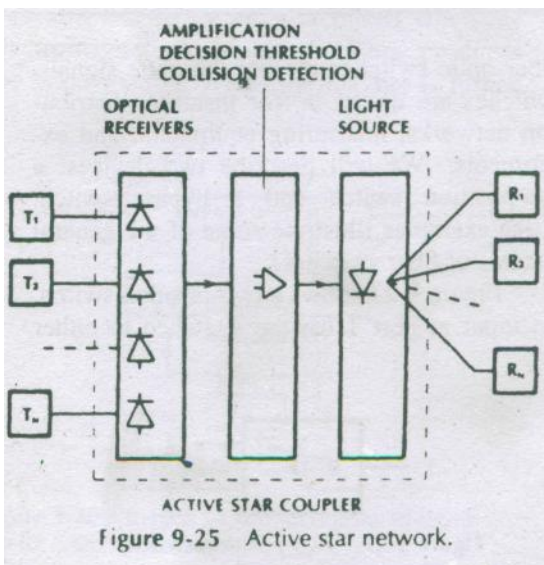 AMPLIFICATION
DECISION THRESHOLD
COLLISION DETECTION
OPTICAL
RECEIVERS
LIGHT
SOURCE
T₁
T₂
Tₙ
R₁
R₂
Rₙ
ACTIVE STAR COUPLER
Figure 9-25 Active star network.